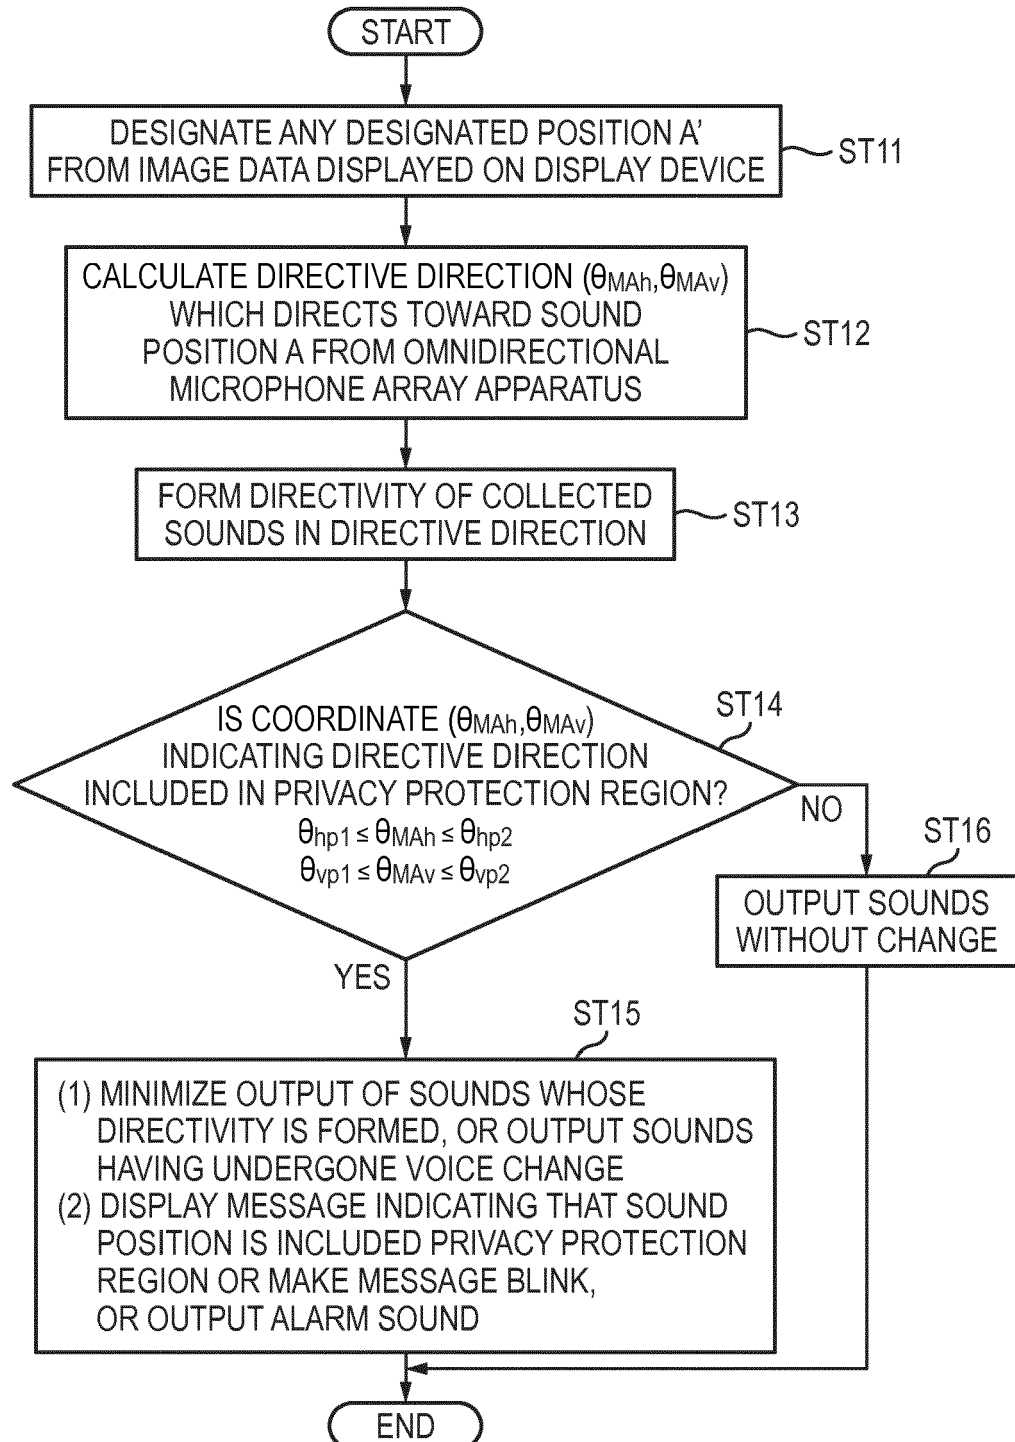 START
DESIGNATE ANY DESIGNATED POSITION A'
FROM IMAGE DATA DISPLAYED ON DISPLAY DEVICE
ST11
CALCULATE DIRECTIVE DIRECTION (θMAh,θMAv)
WHICH DIRECTS TOWARD SOUND
POSITION A FROM OMNIDIRECTIONAL
MICROPHONE ARRAY APPARATUS
ST12
FORM DIRECTIVITY OF COLLECTED
SOUNDS IN DIRECTIVE DIRECTION
ST13
IS COORDINATE (θMAh,θMAv)
INDICATING DIRECTIVE DIRECTION
INCLUDED IN PRIVACY PROTECTION REGION?
θhp1 ≤ θMAh ≤ θhp2
θvp1 ≤ θMAv ≤ θvp2
ST14
NO
ST16
OUTPUT SOUNDS
WITHOUT CHANGE
YES
ST15
(1) MINIMIZE OUTPUT OF SOUNDS WHOSE
DIRECTIVITY IS FORMED, OR OUTPUT SOUNDS
HAVING UNDERGONE VOICE CHANGE
(2) DISPLAY MESSAGE INDICATING THAT SOUND
POSITION IS INCLUDED PRIVACY PROTECTION
REGION OR MAKE MESSAGE BLINK,
OR OUTPUT ALARM SOUND
END